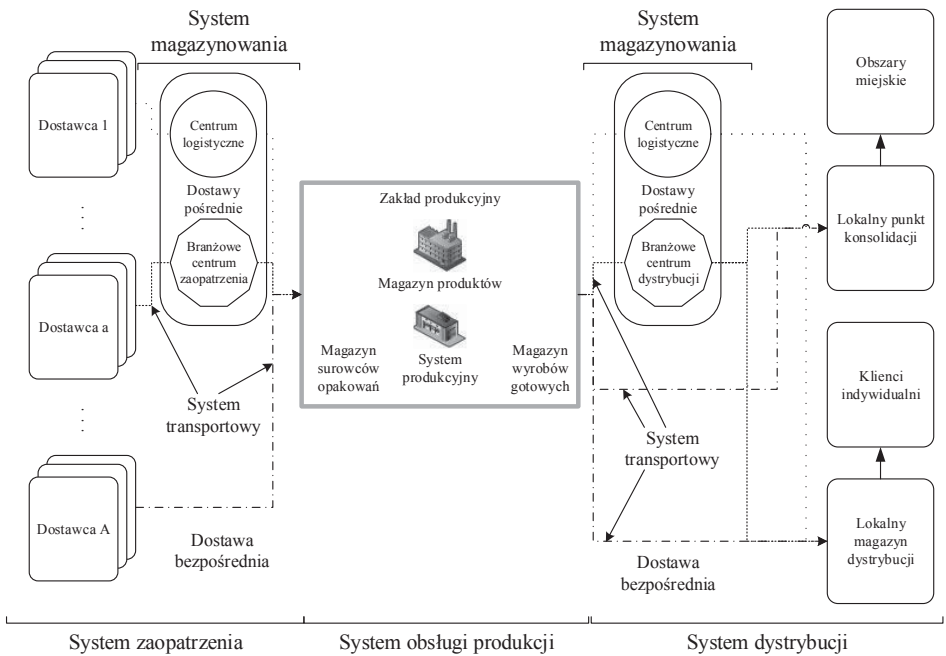 System
magazynowania
Dostawca 1
Centrum
logistyczne
Dostawy
pośrednie
Branżowe
centrum
zaopatrzenia
Dostawca a
System
transportowy
Dostawca A
Dostawa
bezpośrednia
Zakład produkcyjny
Magazyn produktów
Magazyn
surowców
opakowań
System
produkcyjny
Magazyn
wyrobów
gotowych
System
magazynowania
Centrum
logistyczne
Dostawy
pośrednie
Branżowe
centrum
dystrybucji
System
transportowy
Dostawa
bezpośrednia
Obszary
miejskie
Lokalny punkt
konsolidacji
Klienci
indywidualni
Lokalny
magazyn
dystrybucji
System zaopatrzenia
System obsługi produkcji
System dystrybucji